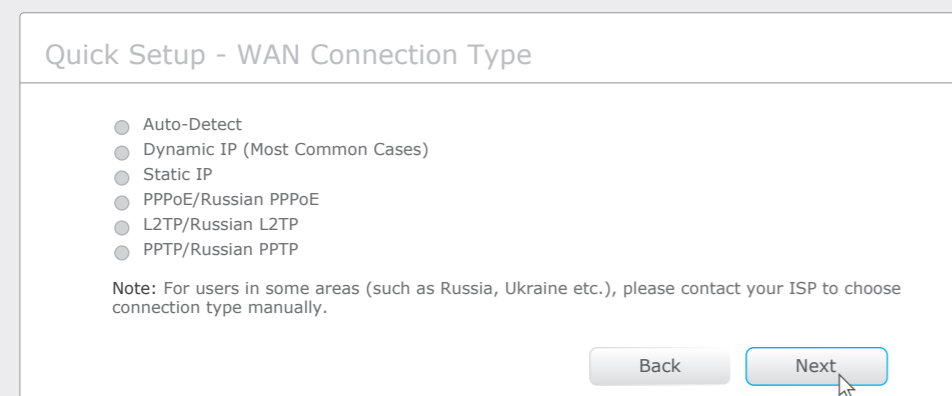 Quick Setup - WAN Connection Type
Auto-Detect
Dynamic IP (Most Common Cases)
Static IP
PPPoE/Russian PPPoE
L2TP/Russian L2TP
PPTP/Russian PPTP
Note: For users in some areas (such as Russia, Ukraine etc.), please contact your ISP to choose
connection type manually.
Back Next